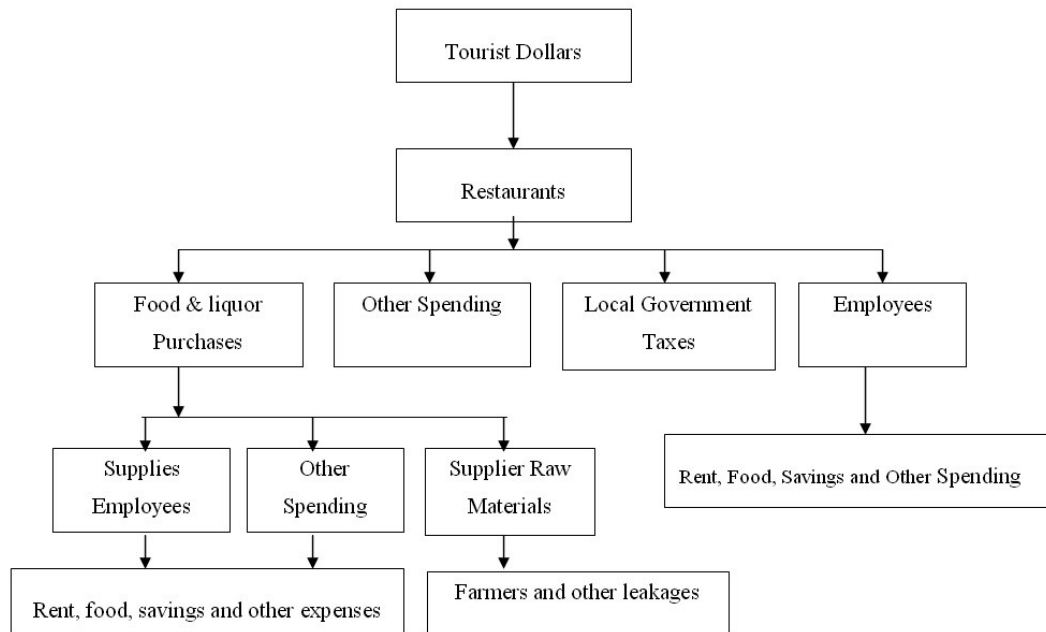 Tourist Dollars
Restaurants
Food & liquor
Purchases
Other Spending
Local Government
Taxes
Employees
Supplies
Employees
Other
Spending
Supplier Raw
Materials
Rent, Food, Savings and Other Spending
Rent, food, savings and other expenses
Farmers and other leakages